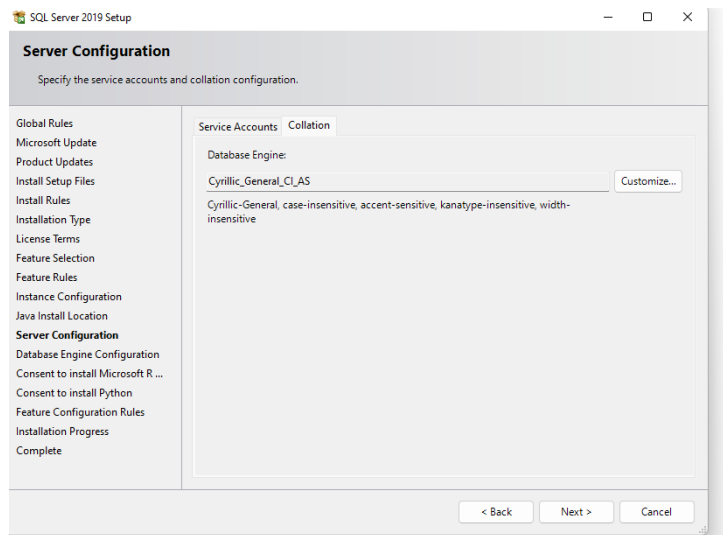 SQL Server 2019 Setup
Server Configuration
Specify the service accounts and collation configuration.
Global Rules
Microsoft Update
Product Updates
Install Setup Files
Install Rules
Installation Type
License Terms
Feature Selection
Feature Rules
Instance Configuration
Java Install Location
Server Configuration
Database Engine Configuration
Consent to install Microsoft R ...
Consent to install Python
Feature Configuration Rules
Installation Progress
Complete
Service Accounts Collation
Database Engine:
Cyrillic_General_CI_AS Customize...
Cyrillic-General, case-insensitive, accent-sensitive, kanatype-insensitive, width-
insensitive
< Back Next > Cancel